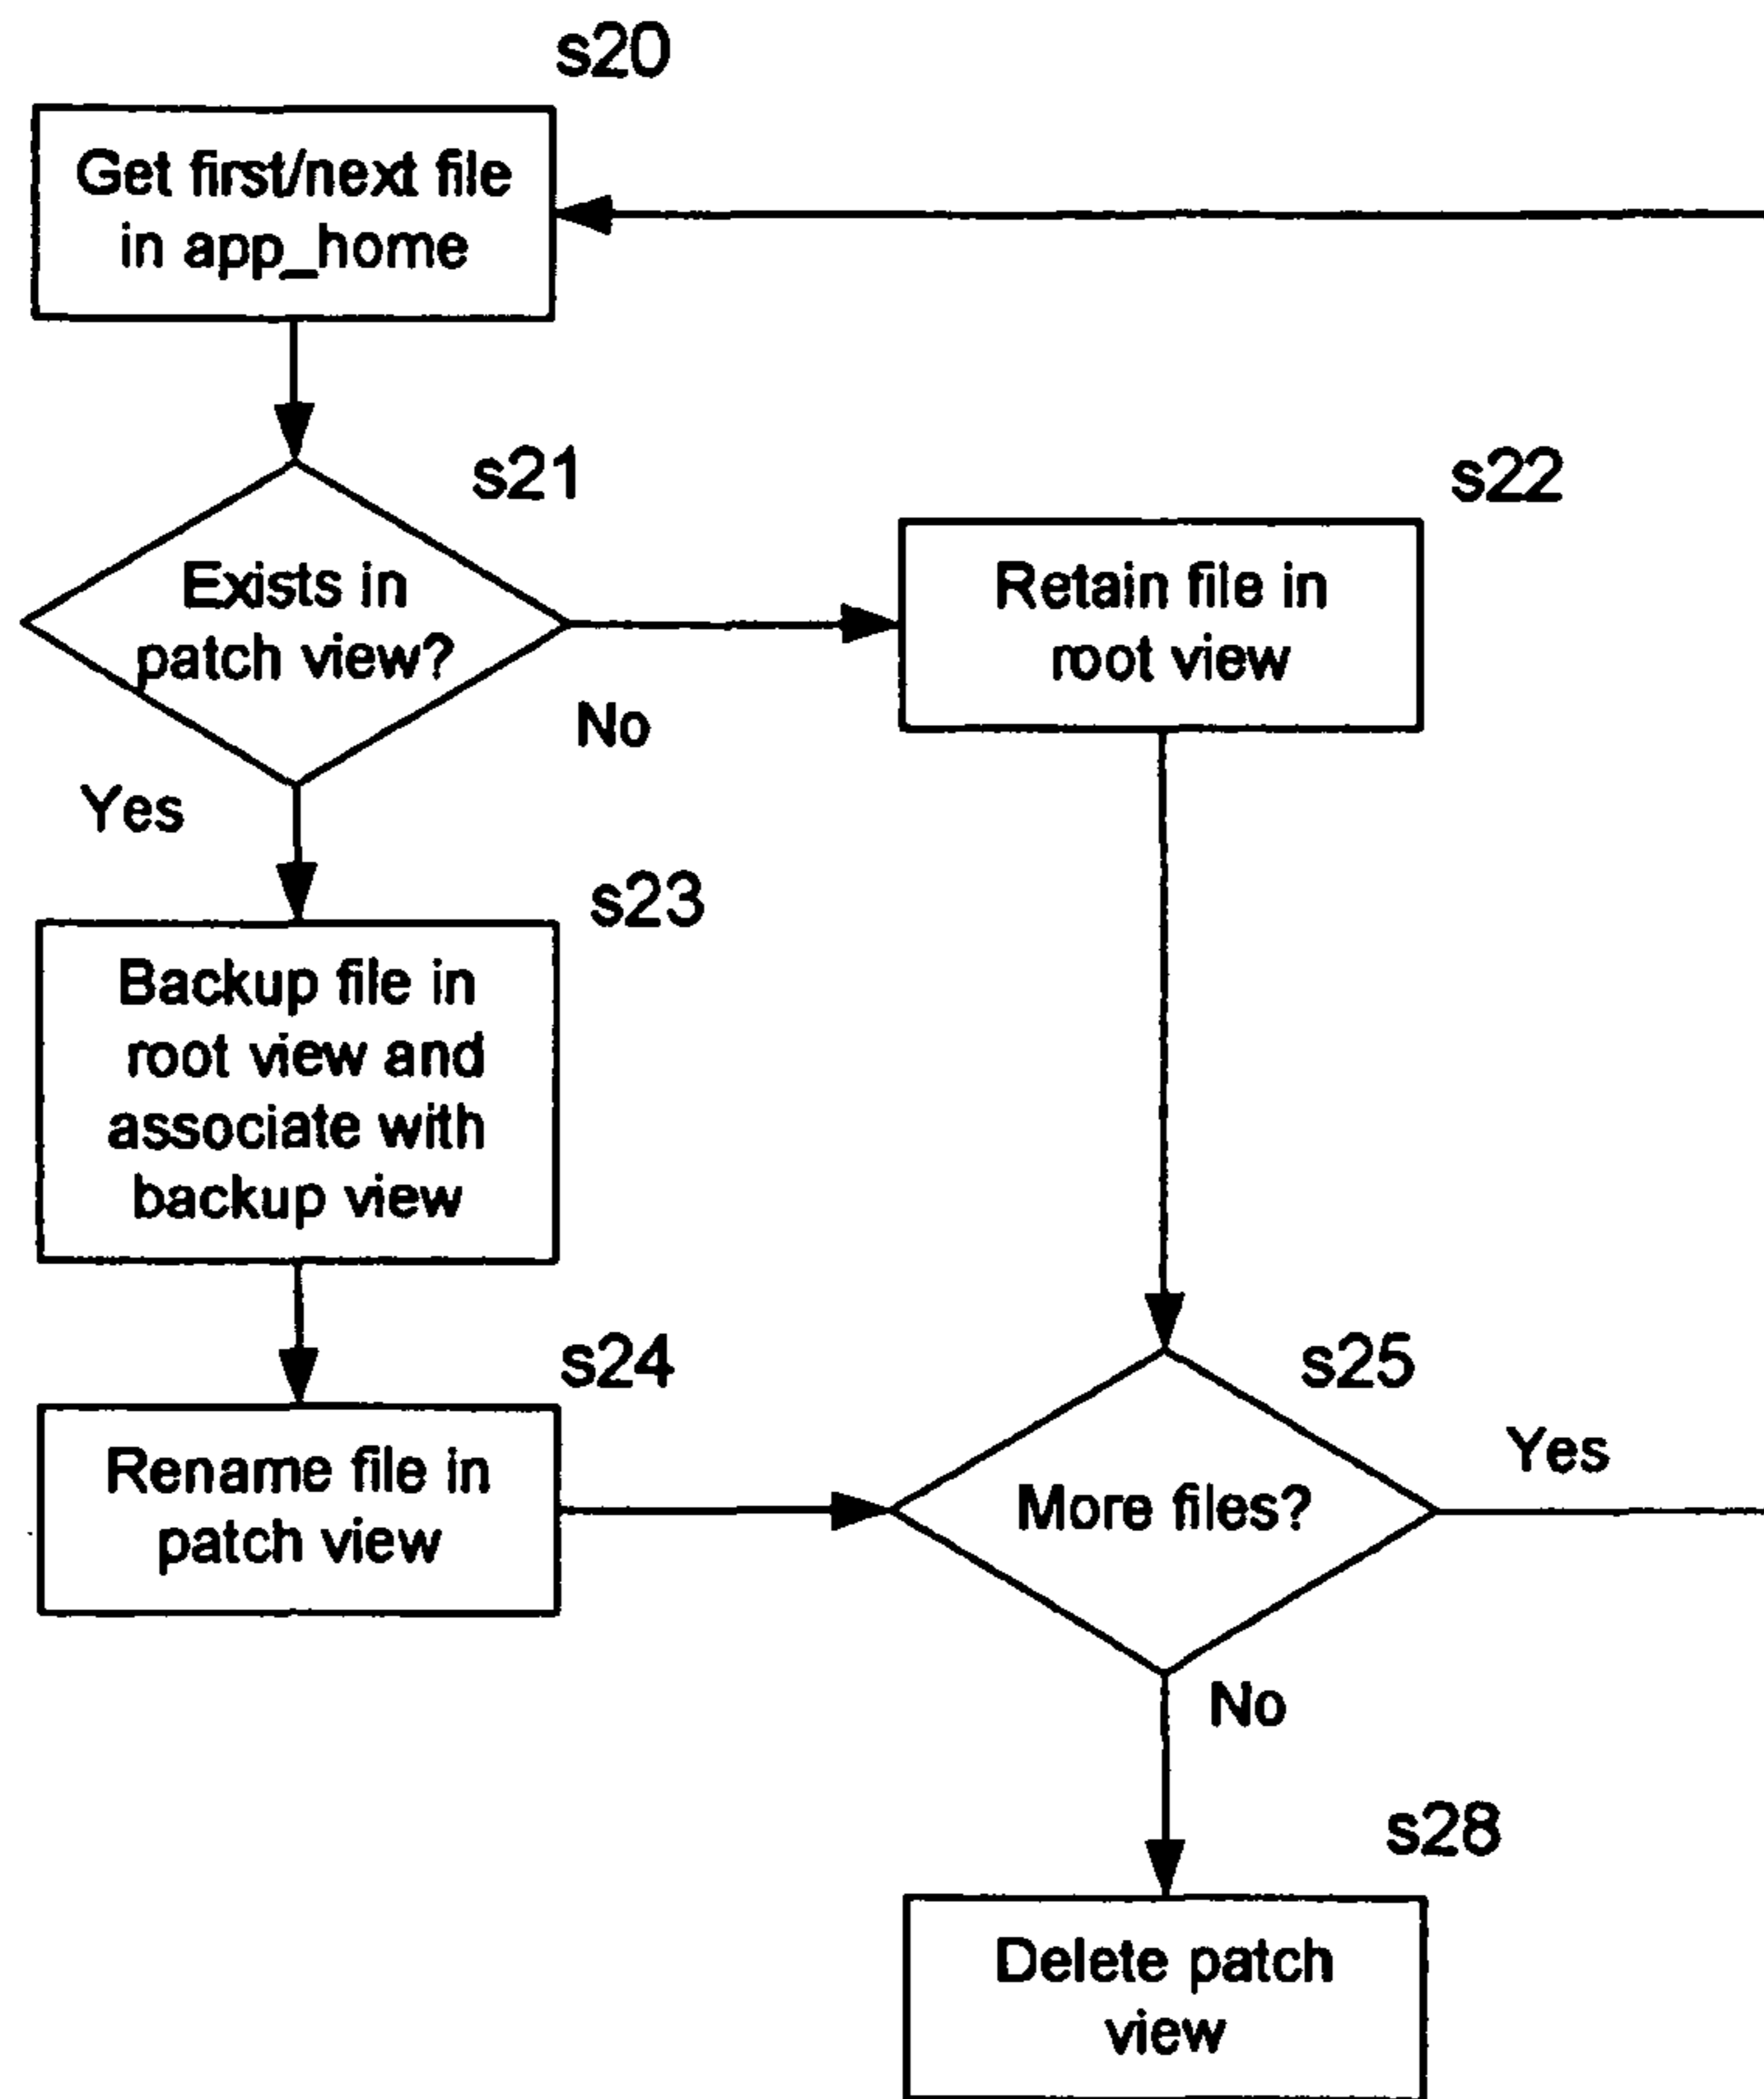 s20
Get first/next file
in app_home
s21
Exists in
patch view?
No
Yes
s22
Retain file in
root view
s23
Backup file in
root view and
associate with
backup view
s24
Rename file in
patch view
s25
More files?
Yes
No
s28
Delete patch
view